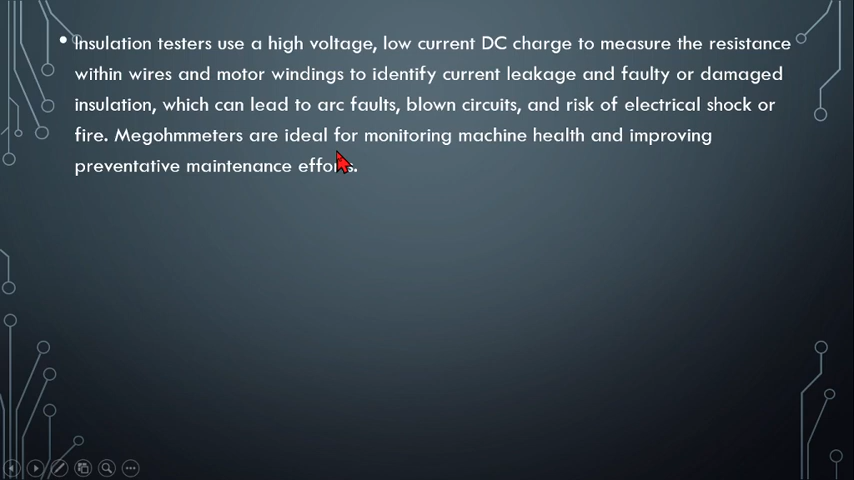 • Insulation testers use a high voltage, low current DC charge to measure the resistance
within wires and motor windings to identify current leakage and faulty or damaged
insulation, which can lead to arc faults, blown circuits, and risk of electrical shock or
fire. Megohmmeters are ideal for monitoring machine health and improving
preventative maintenance efforts.